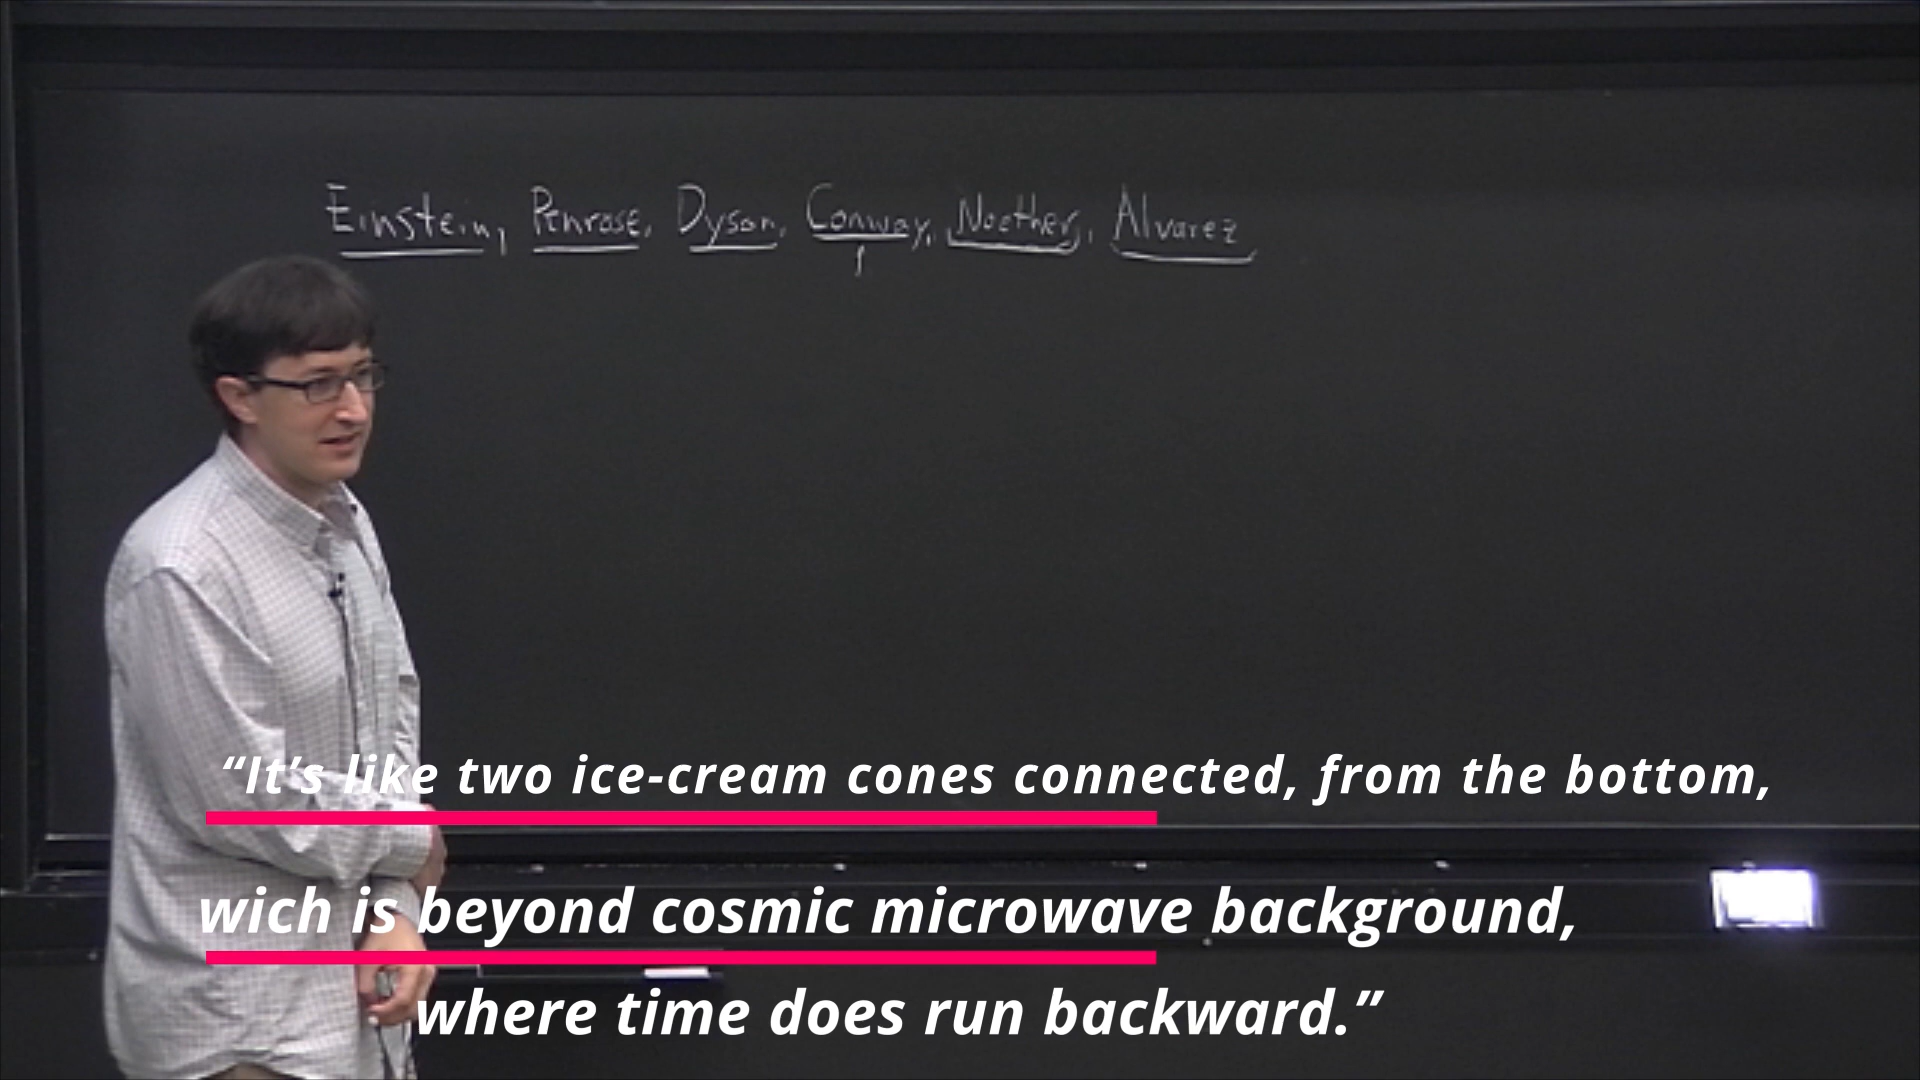 Einstein, Penrose, Dyson, Conway, Noether, Alvarez
“It’s like two ice-cream cones connected, from the bottom,
wich is beyond cosmic microwave background,
where time does run backward.”